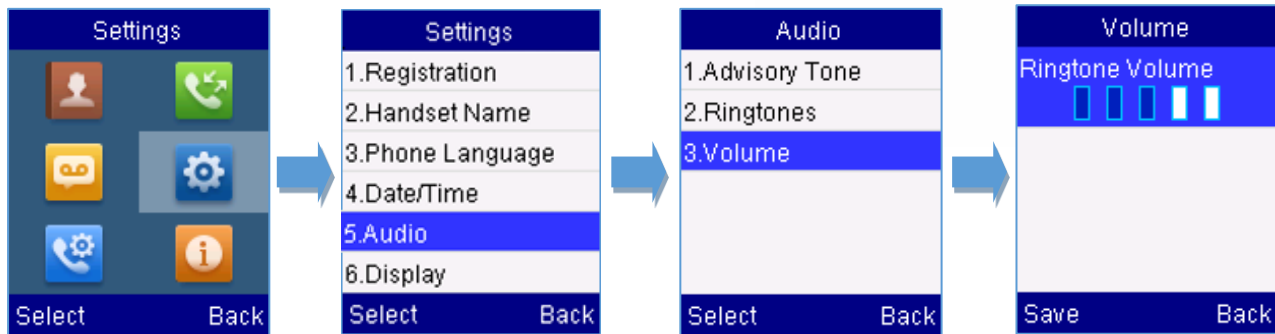 Settings
Select Back
Settings
1.Registration
2.Handset Name
3.Phone Language
4.Date/Time
5.Audio
6.Display
Select Back
Audio
1.Advisory Tone
2.Ringtones
3.Volume
Select Back
Volume
Ringtone Volume
Save Back